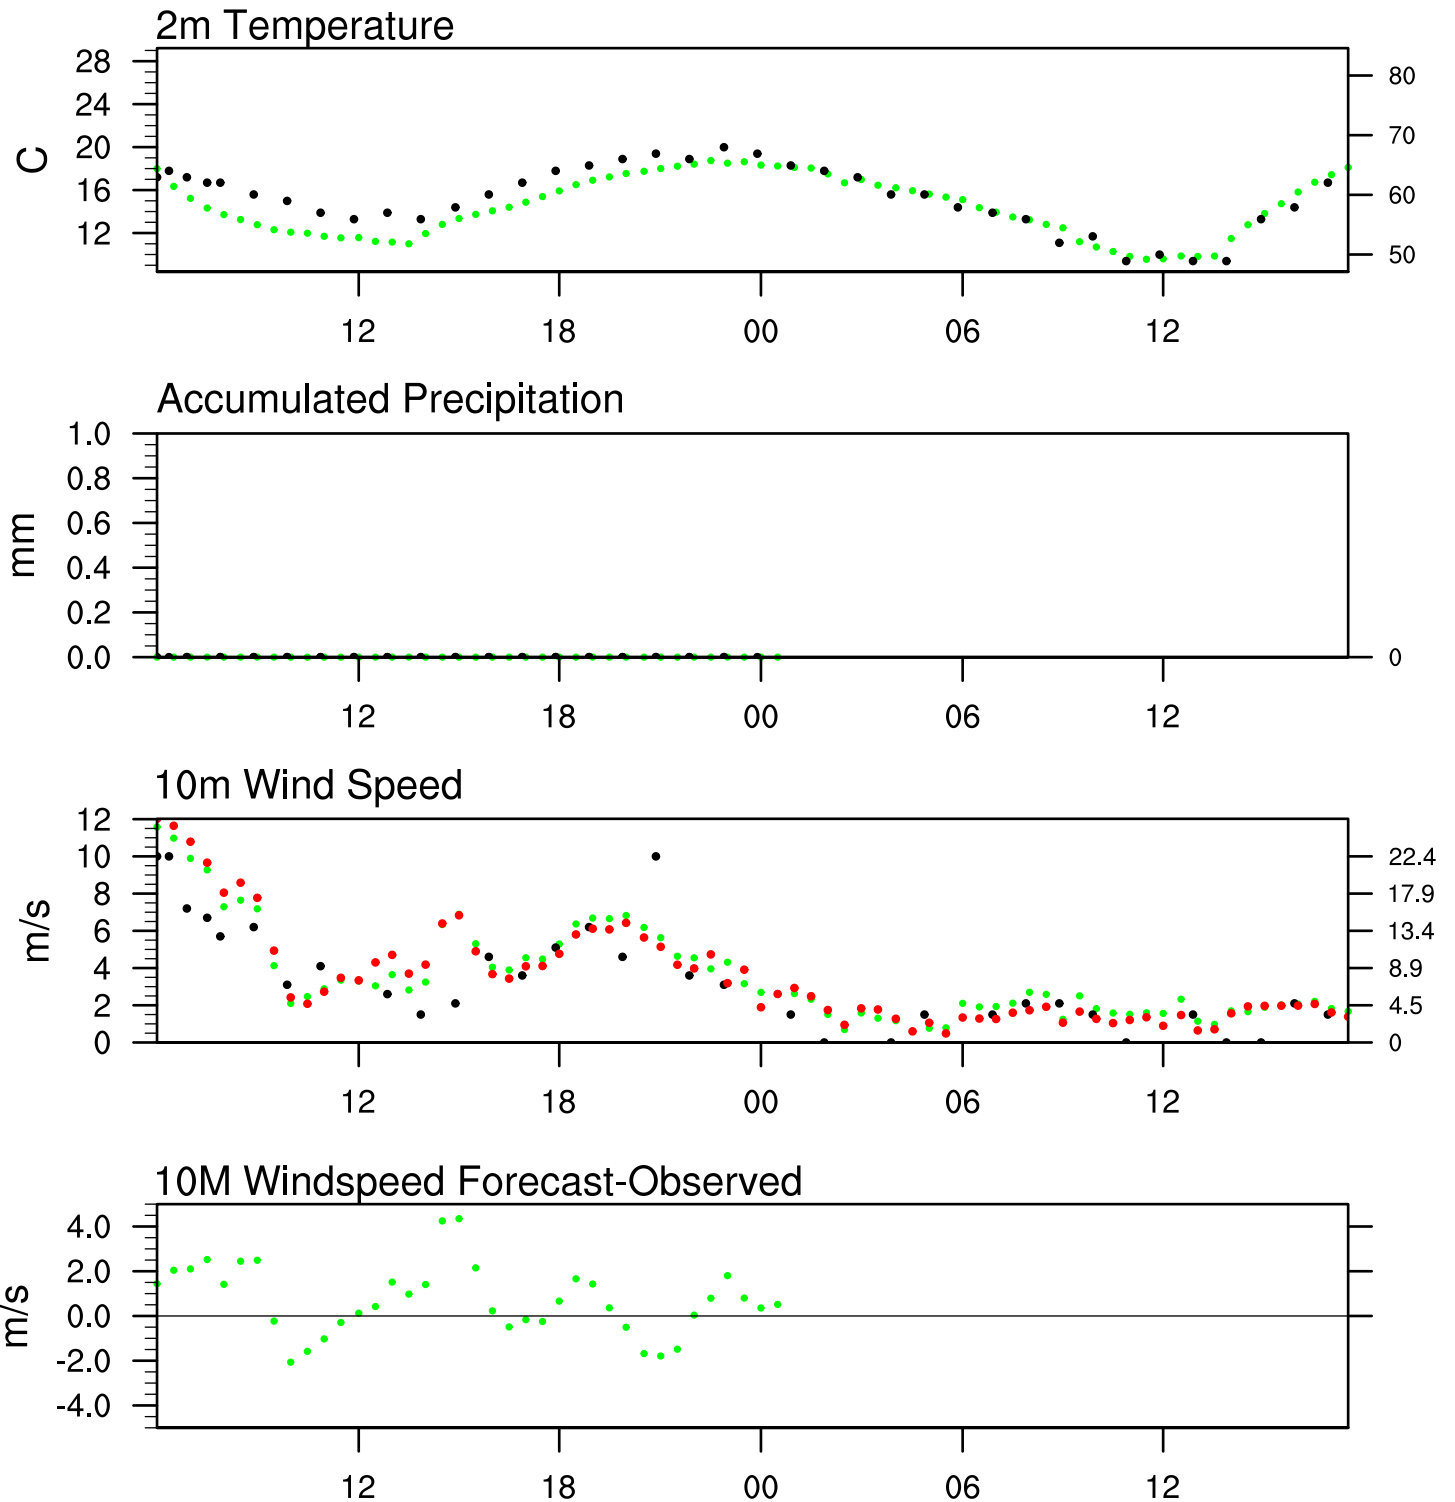 2m Temperature
28
24
20
16
12
C
80
70
60
50
12 18 00 06 12
Accumulated Precipitation
1.0
0.8
0.6
0.4
0.2
0.0
mm
0
12 18 00 06 12
10m Wind Speed
12
10
8
6
4
2
0
m/s
22.4
17.9
13.4
8.9
4.5
0
12 18 00 06 12
10M Windspeed Forecast-Observed
4.0
2.0
0.0
-2.0
-4.0
m/s
12 18 00 06 12